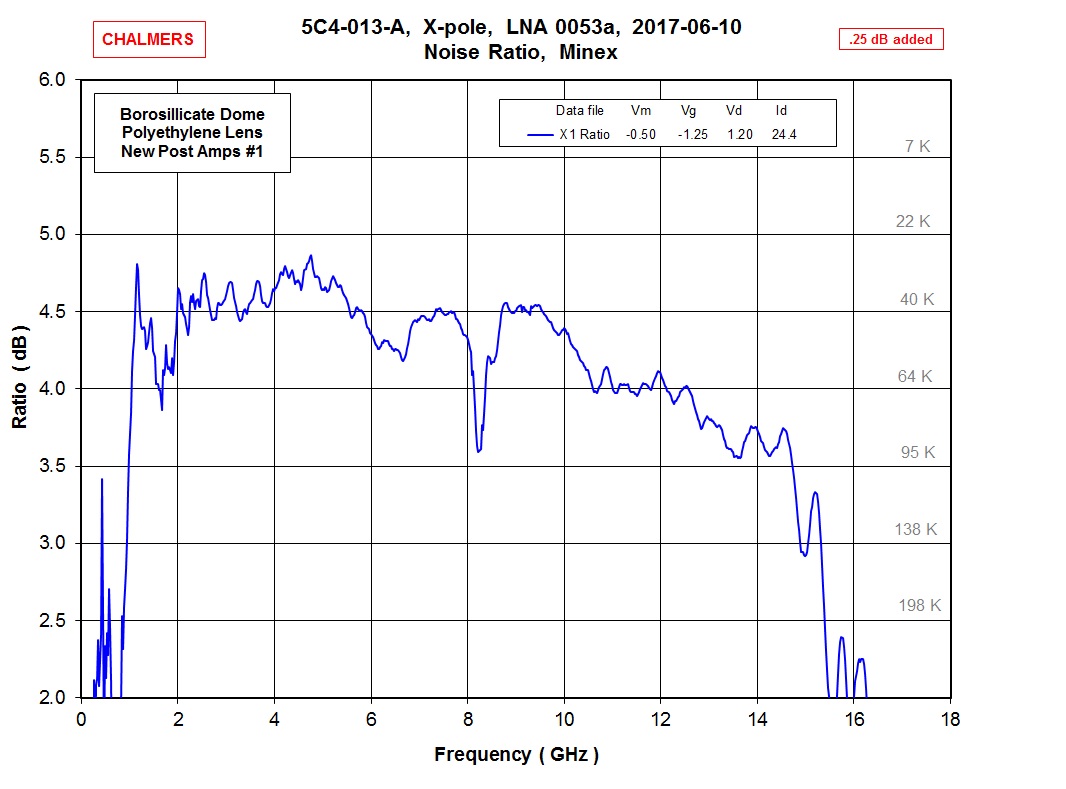 5C4-013-A, X-pole, LNA 0053a, 2017-06-10
Noise Ratio, Minex
CHALMERS
.25 dB added
Borosillicate Dome
Polyethylene Lens
New Post Amps #1
Data file Vm Vg Vd Id
X1 Ratio -0.50 -1.25 1.20 24.4
Ratio ( dB )
6.0
5.5
5.0
4.5
4.0
3.5
3.0
2.5
2.0
7 K
22 K
40 K
64 K
95 K
138 K
198 K
0 2 4 6 8 10 12 14 16 18
Frequency ( GHz )